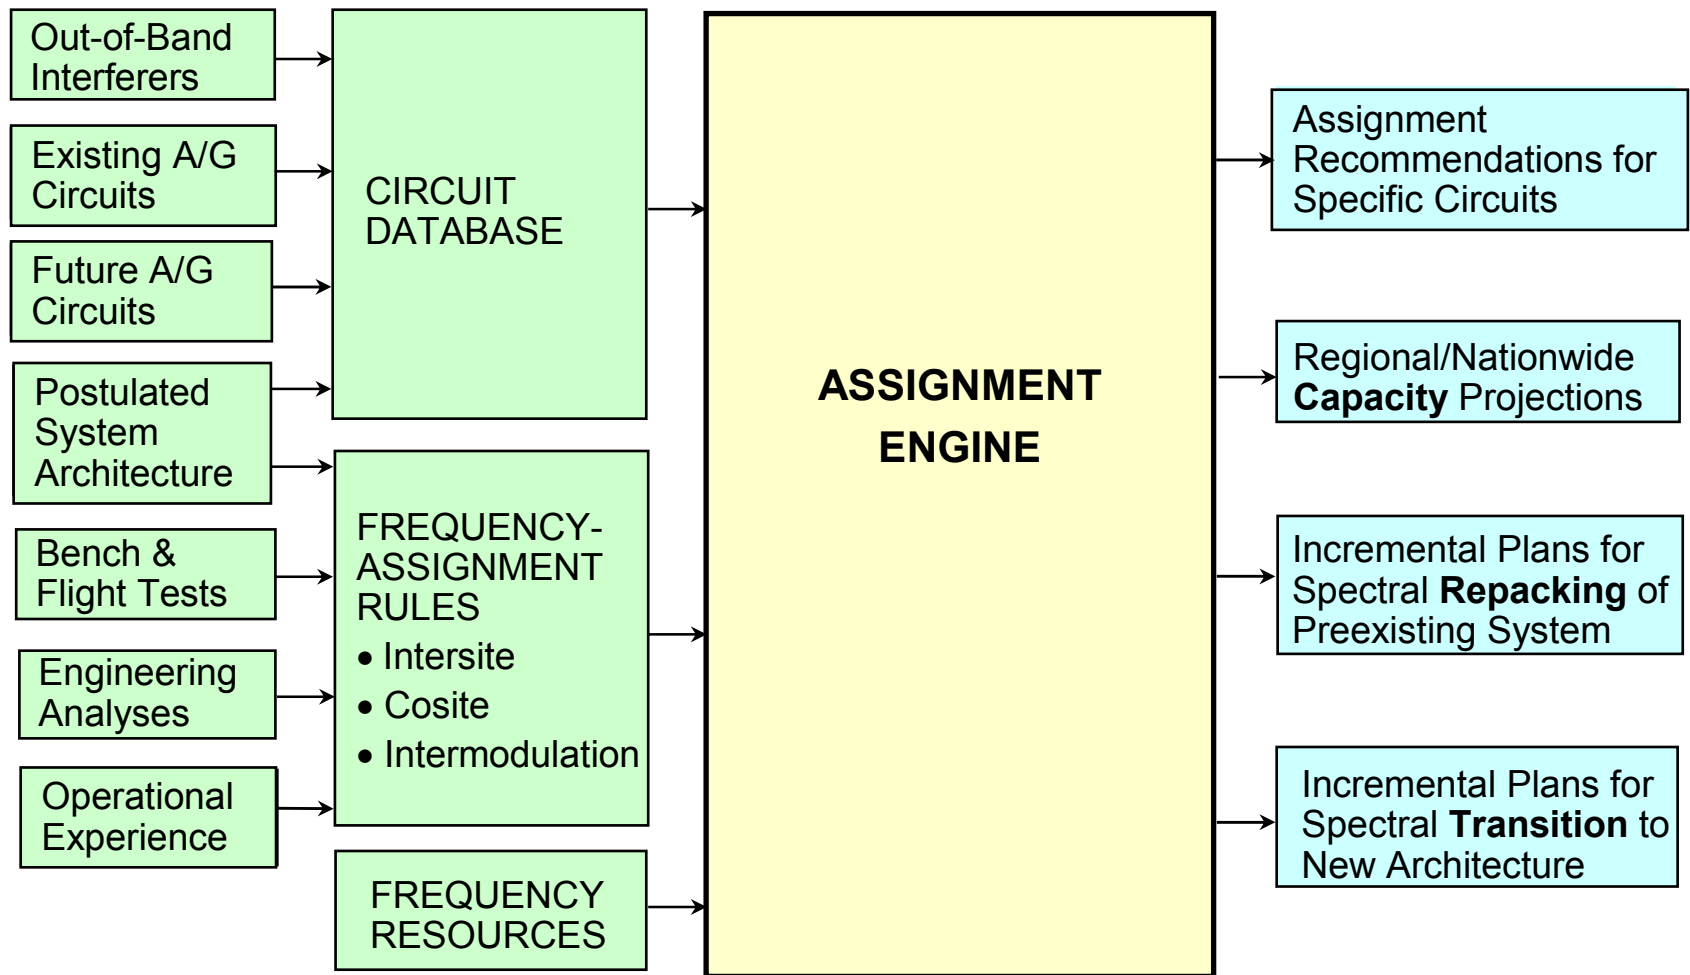 Out-of-Band
Interferers
Existing A/G
Circuits
Future A/G
Circuits
Postulated
System
Architecture
Bench &
Flight Tests
Engineering
Analyses
Operational
Experience
CIRCUIT
DATABASE
FREQUENCY-
ASSIGNMENT
RULES
• Intersite
• Cosite
• Intermodulation
FREQUENCY
RESOURCES
ASSIGNMENT
ENGINE
Assignment
Recommendations for
Specific Circuits
Regional/Nationwide
Capacity Projections
Incremental Plans for
Spectral Repacking of
Preexisting System
Incremental Plans for
Spectral Transition to
New Architecture